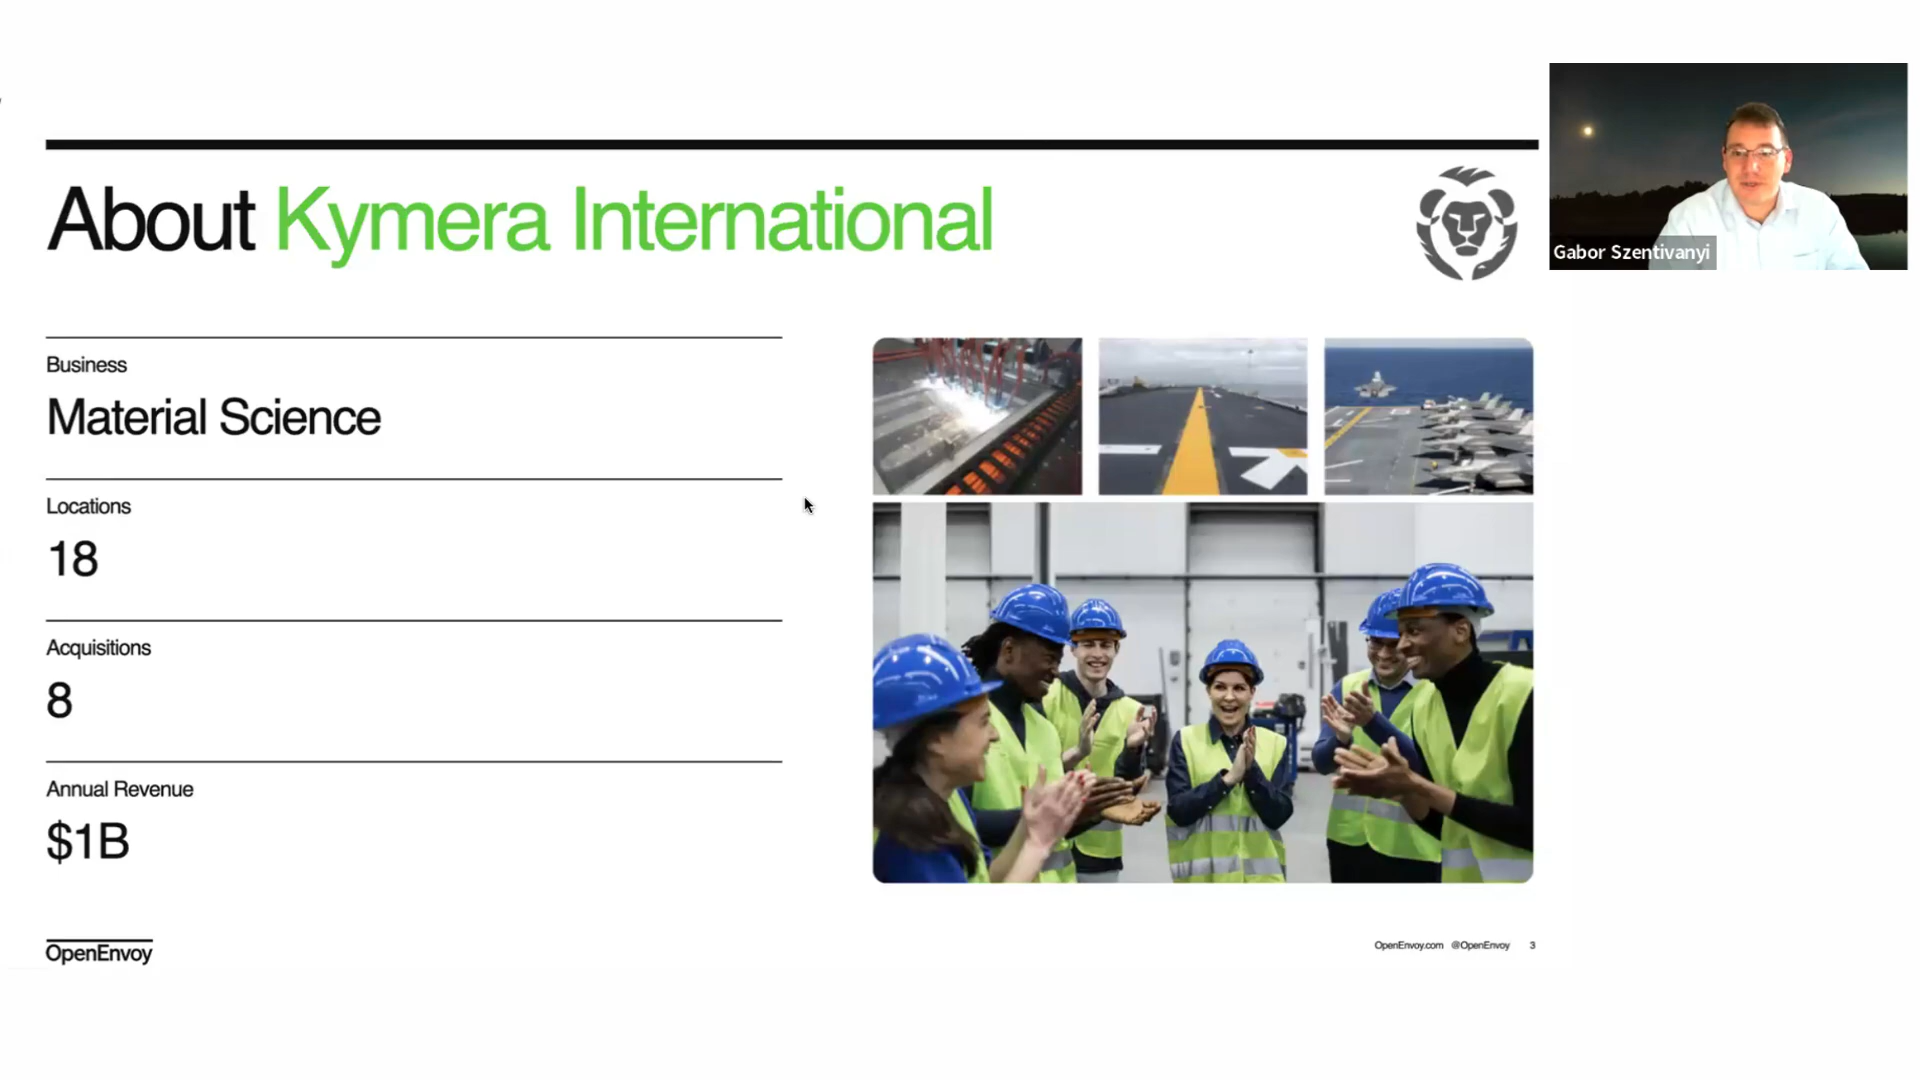 About Kymera International
Gabor Szentivanyi
Business
Material Science
Locations
18
Acquisitions
8
Annual Revenue
$1B
OpenEnvoy
OpenEnvoy.com @OpenEnvoy 3